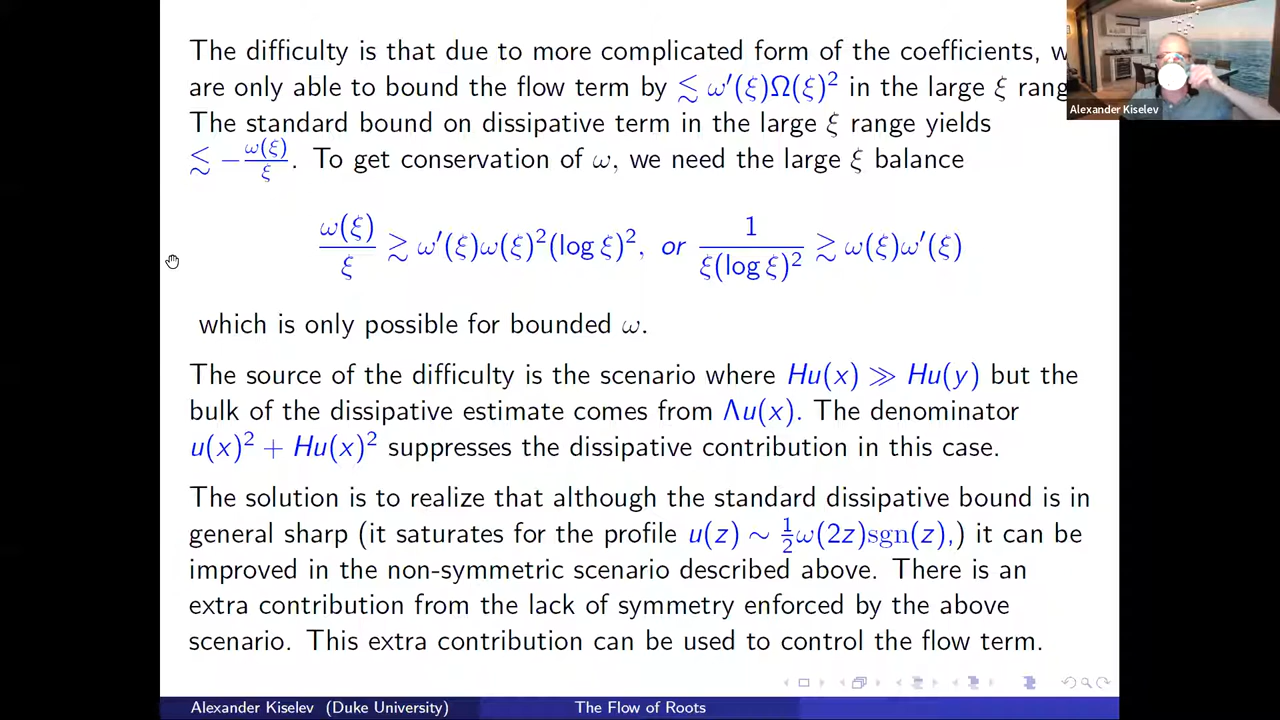 The difficulty is that due to more complicated form of the coefficients, w
are only able to bound the flow term by ≲ ω′(ξ)Ω(ξ)² in the large ξ rang
Alexander Kiselev
The standard bound on dissipative term in the large ξ range yields
≲ −ω(ξ)/ξ. To get conservation of ω, we need the large ξ balance
ω(ξ)/ξ ≳ ω′(ξ)ω(ξ)²(log ξ)², or 1/ξ(log ξ)² ≳ ω(ξ)ω′(ξ)
which is only possible for bounded ω.
The source of the difficulty is the scenario where Hu(x) ≫ Hu(y) but the
bulk of the dissipative estimate comes from Λu(x). The denominator
u(x)² + Hu(x)² suppresses the dissipative contribution in this case.
The solution is to realize that although the standard dissipative bound is in
general sharp (it saturates for the profile u(z) ∼ ½ω(2z)sgn(z),) it can be
improved in the non-symmetric scenario described above. There is an
extra contribution from the lack of symmetry enforced by the above
scenario. This extra contribution can be used to control the flow term.
Alexander Kiselev (Duke University) The Flow of Roots